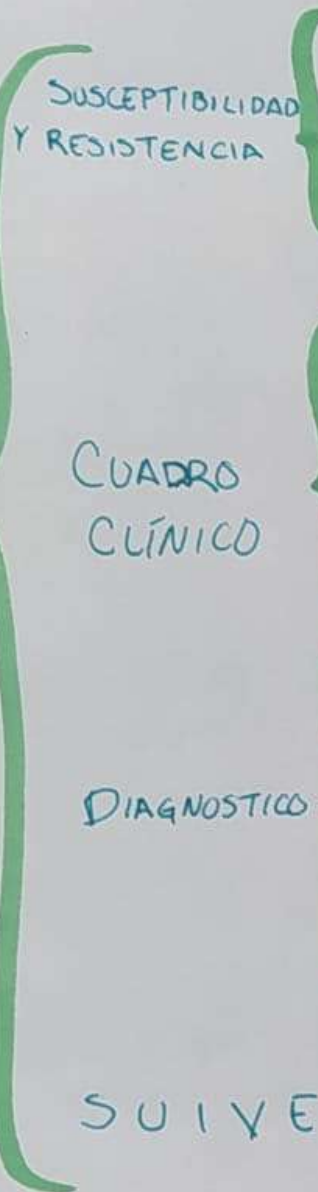 SUSCEPTIBILIDAD
Y RESISTENCIA
CUADRO
CLÍNICO
DIAGNOSTICO
SUIVE